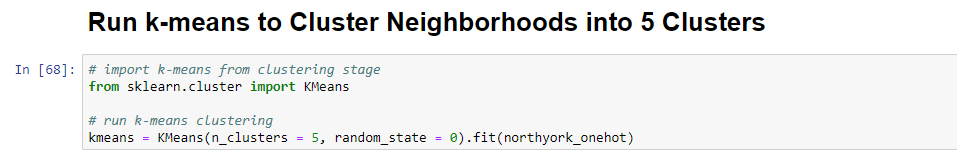 Run k-means to Cluster Neighborhoods into 5 Clusters
In [68]: # import k-means from clustering stage
from sklearn.cluster import KMeans
# run k-means clustering
kmeans = KMeans(n_clusters = 5, random_state = 0).fit(northyork_onehot)